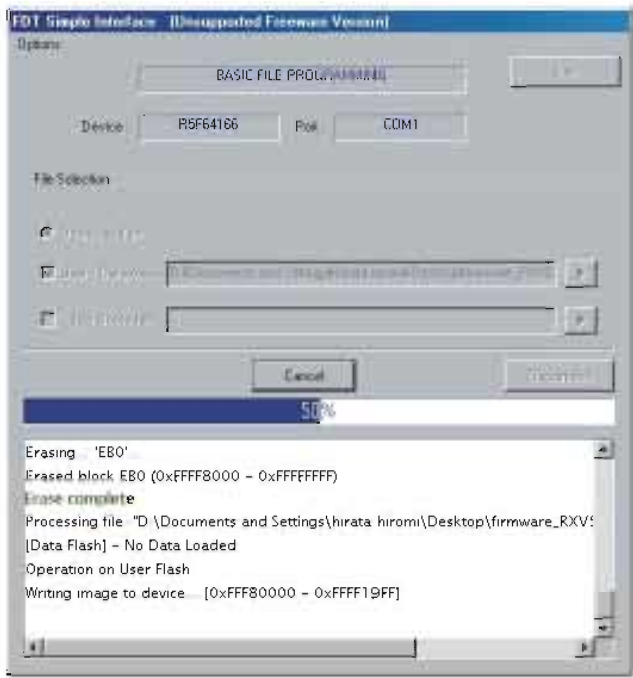 FDT Simple Interface (Unsupported Freeware Version)
Options
BASIC FILE PROGRAMMING
Device R5F64166 Port COM1
File Selection
Cancel
50%
Erasing 'EB0'
Erased block EB0 (0xFFFF8000 - 0xFFFFFFFF)
Erase complete
Processing file "D \Documents and Settings\hirata hiromi\Desktop\firmware_RXV5
[Data Flash] - No Data Loaded
Operation on User Flash
Writing image to device [0xFFF80000 - 0xFFFF19FF]